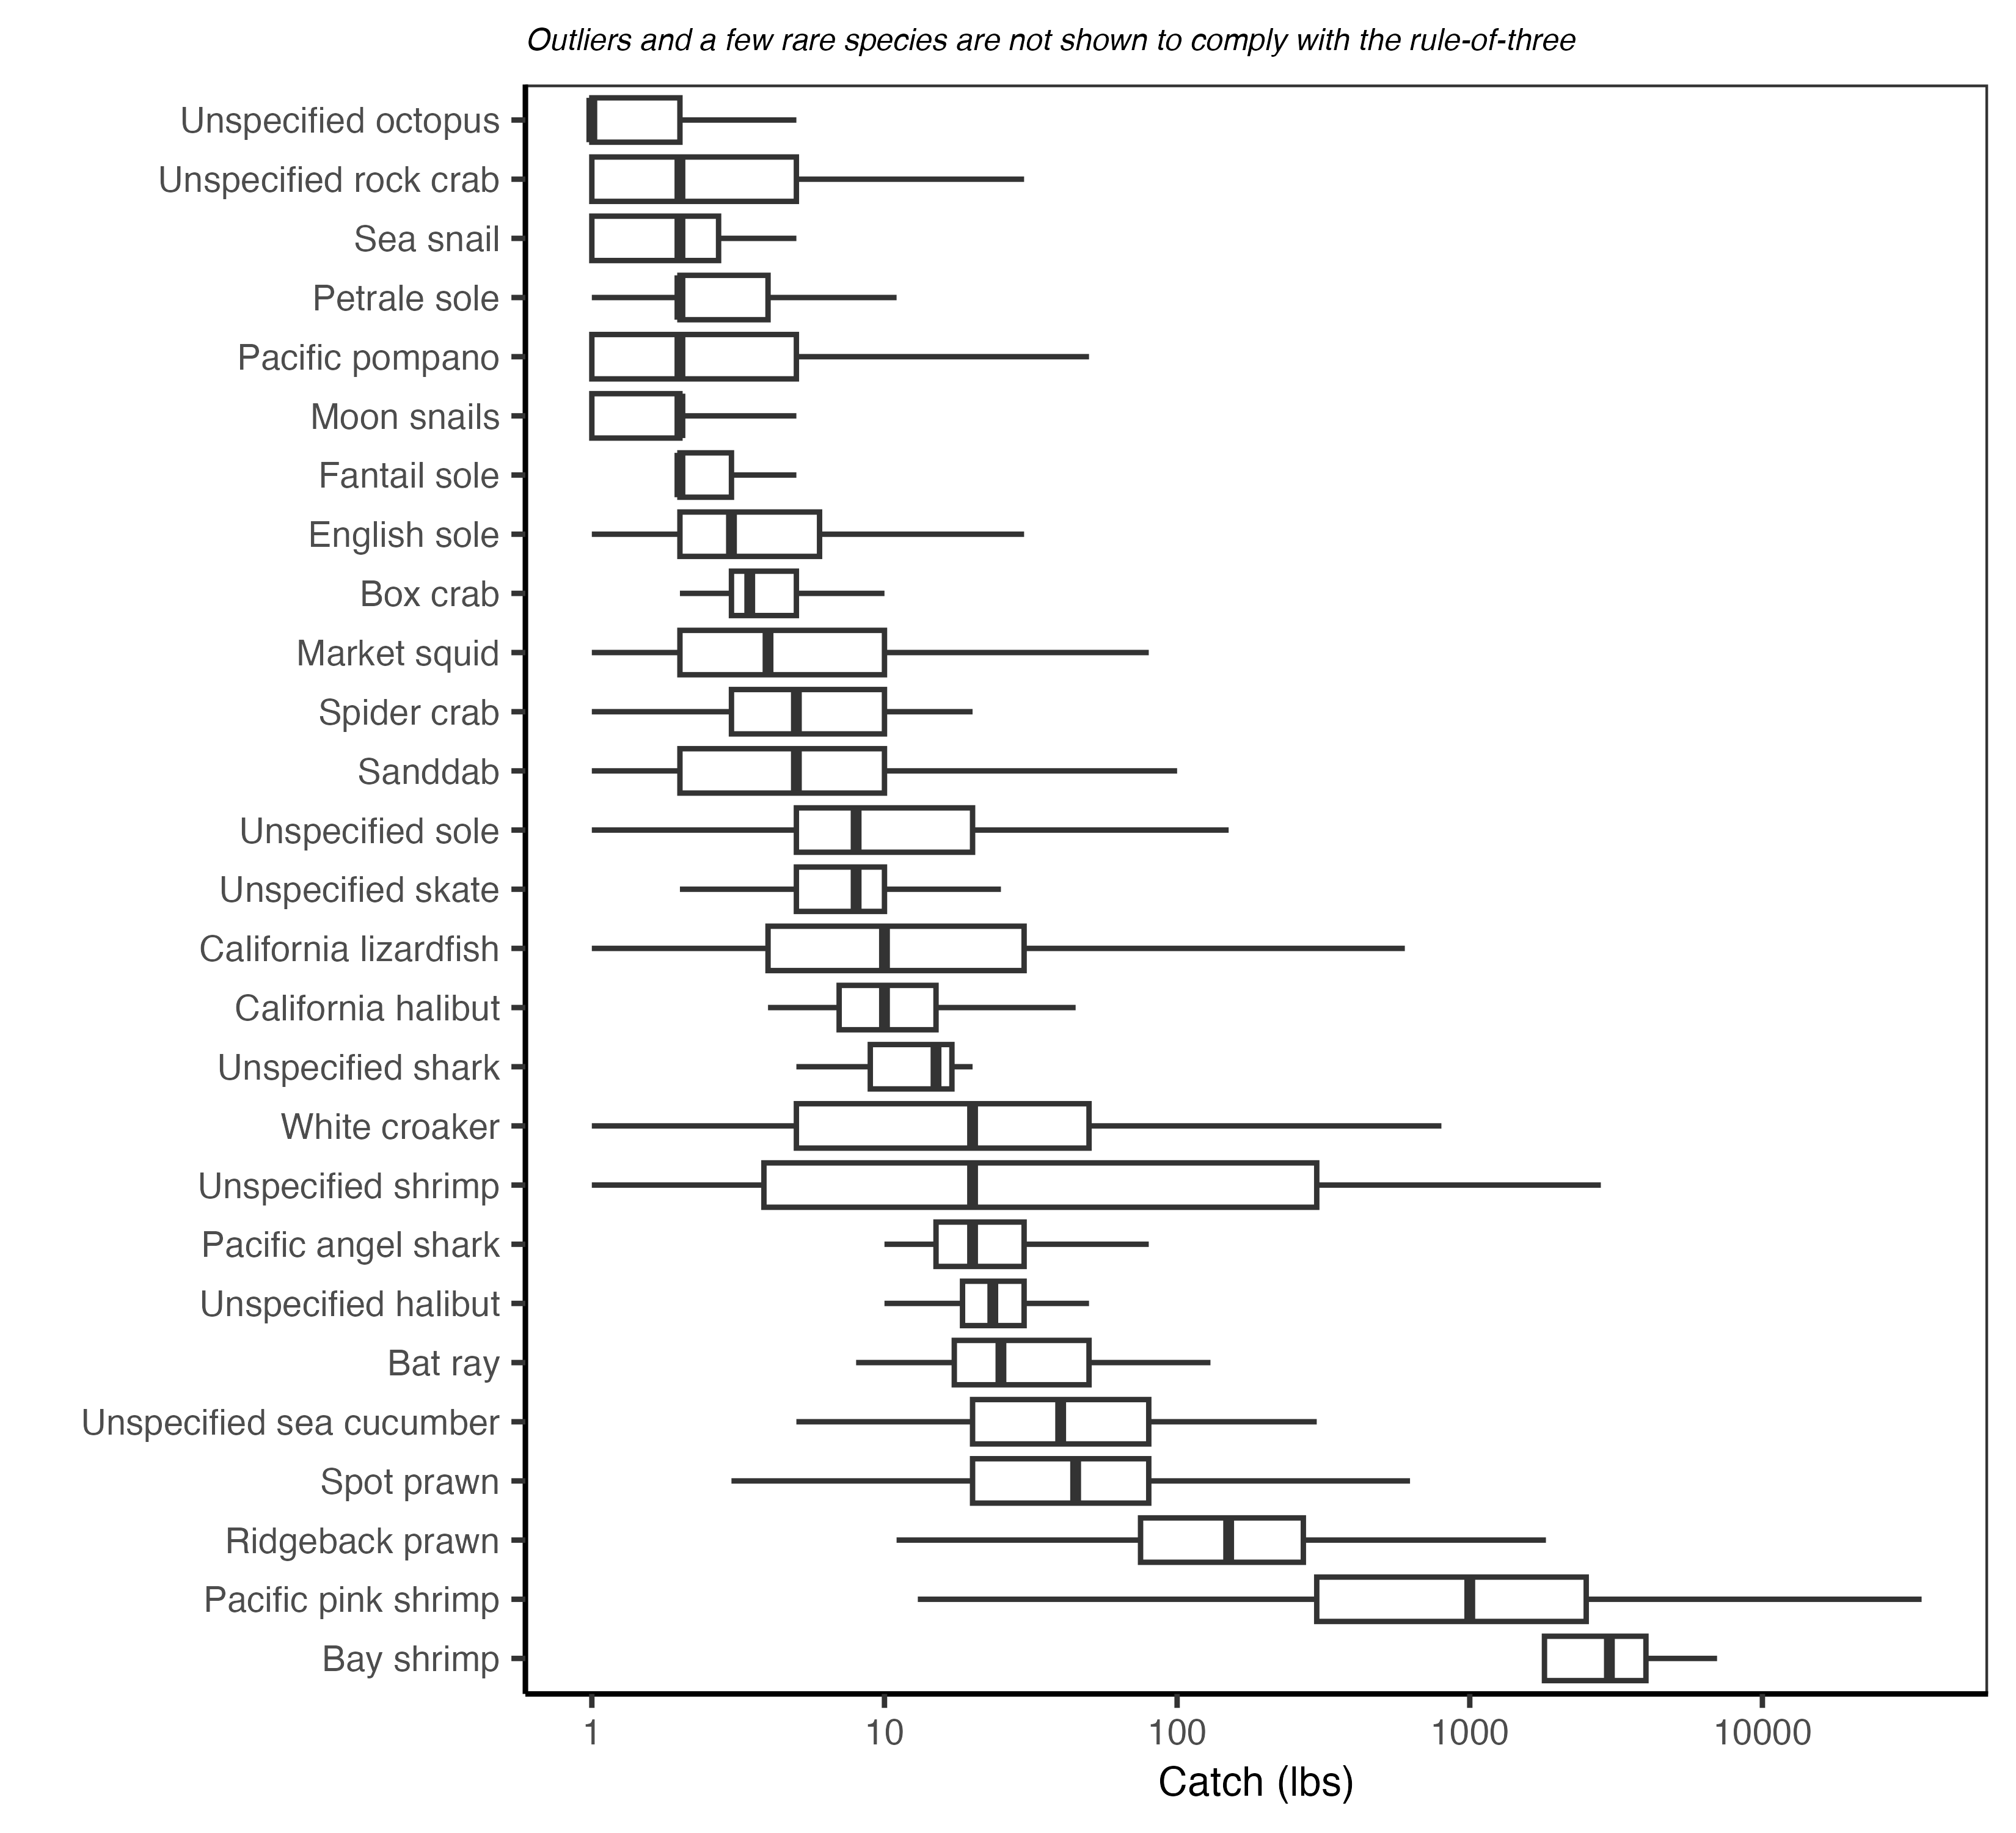 Outliers and a few rare species are not shown to comply with the rule-of-three
Unspecified octopus
Unspecified rock crab
Sea snail
Petrale sole
Pacific pompano
Moon snails
Fantail sole
English sole
Box crab
Market squid
Spider crab
Sanddab
Unspecified sole
Unspecified skate
California lizardfish
California halibut
Unspecified shark
White croaker
Unspecified shrimp
Pacific angel shark
Unspecified halibut
Bat ray
Unspecified sea cucumber
Spot prawn
Ridgeback prawn
Pacific pink shrimp
Bay shrimp
1 10 100 1000 10000
Catch (lbs)